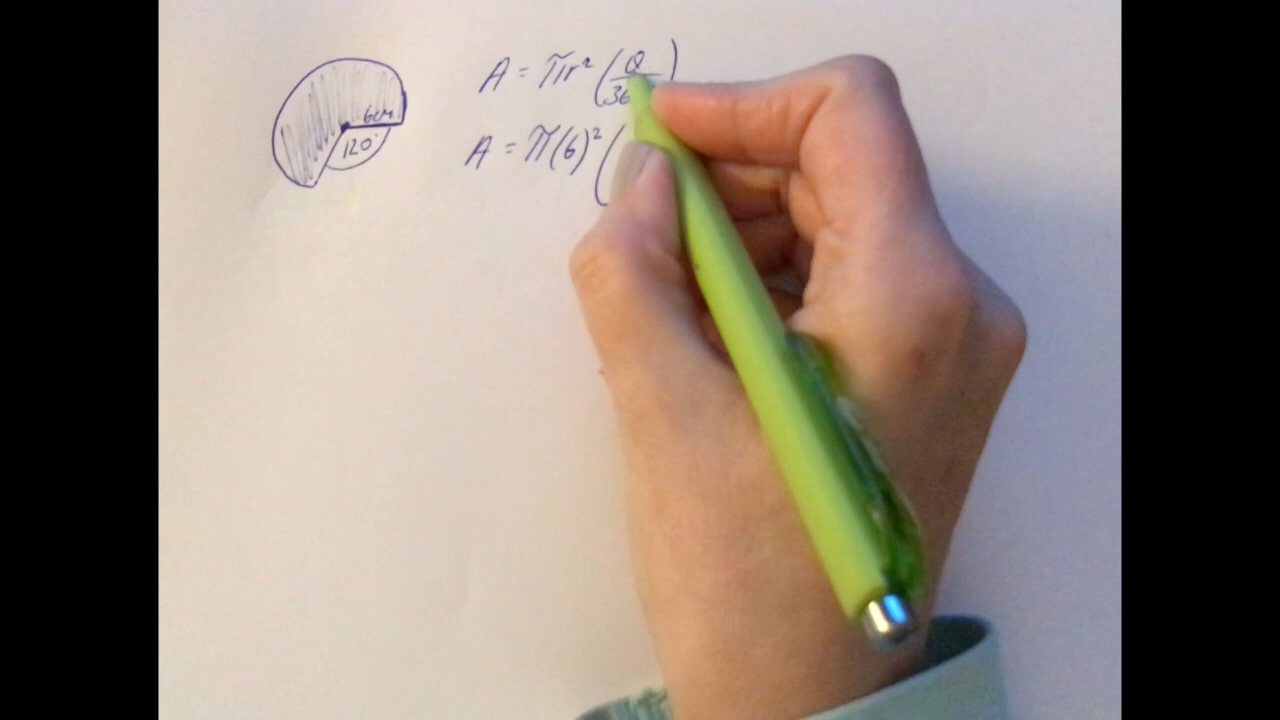 6cm
120°
A = πr² (θ/36
A = π(6)² (